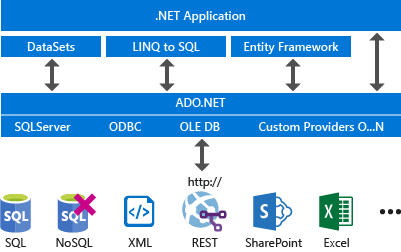 .NET Application
DataSets LINQ to SQL Entity Framework
ADO.NET
SQLServer ODBC OLE DB Custom Providers O...N
http://
SQL SQL
SQL NoSQL XML REST SharePoint Excel